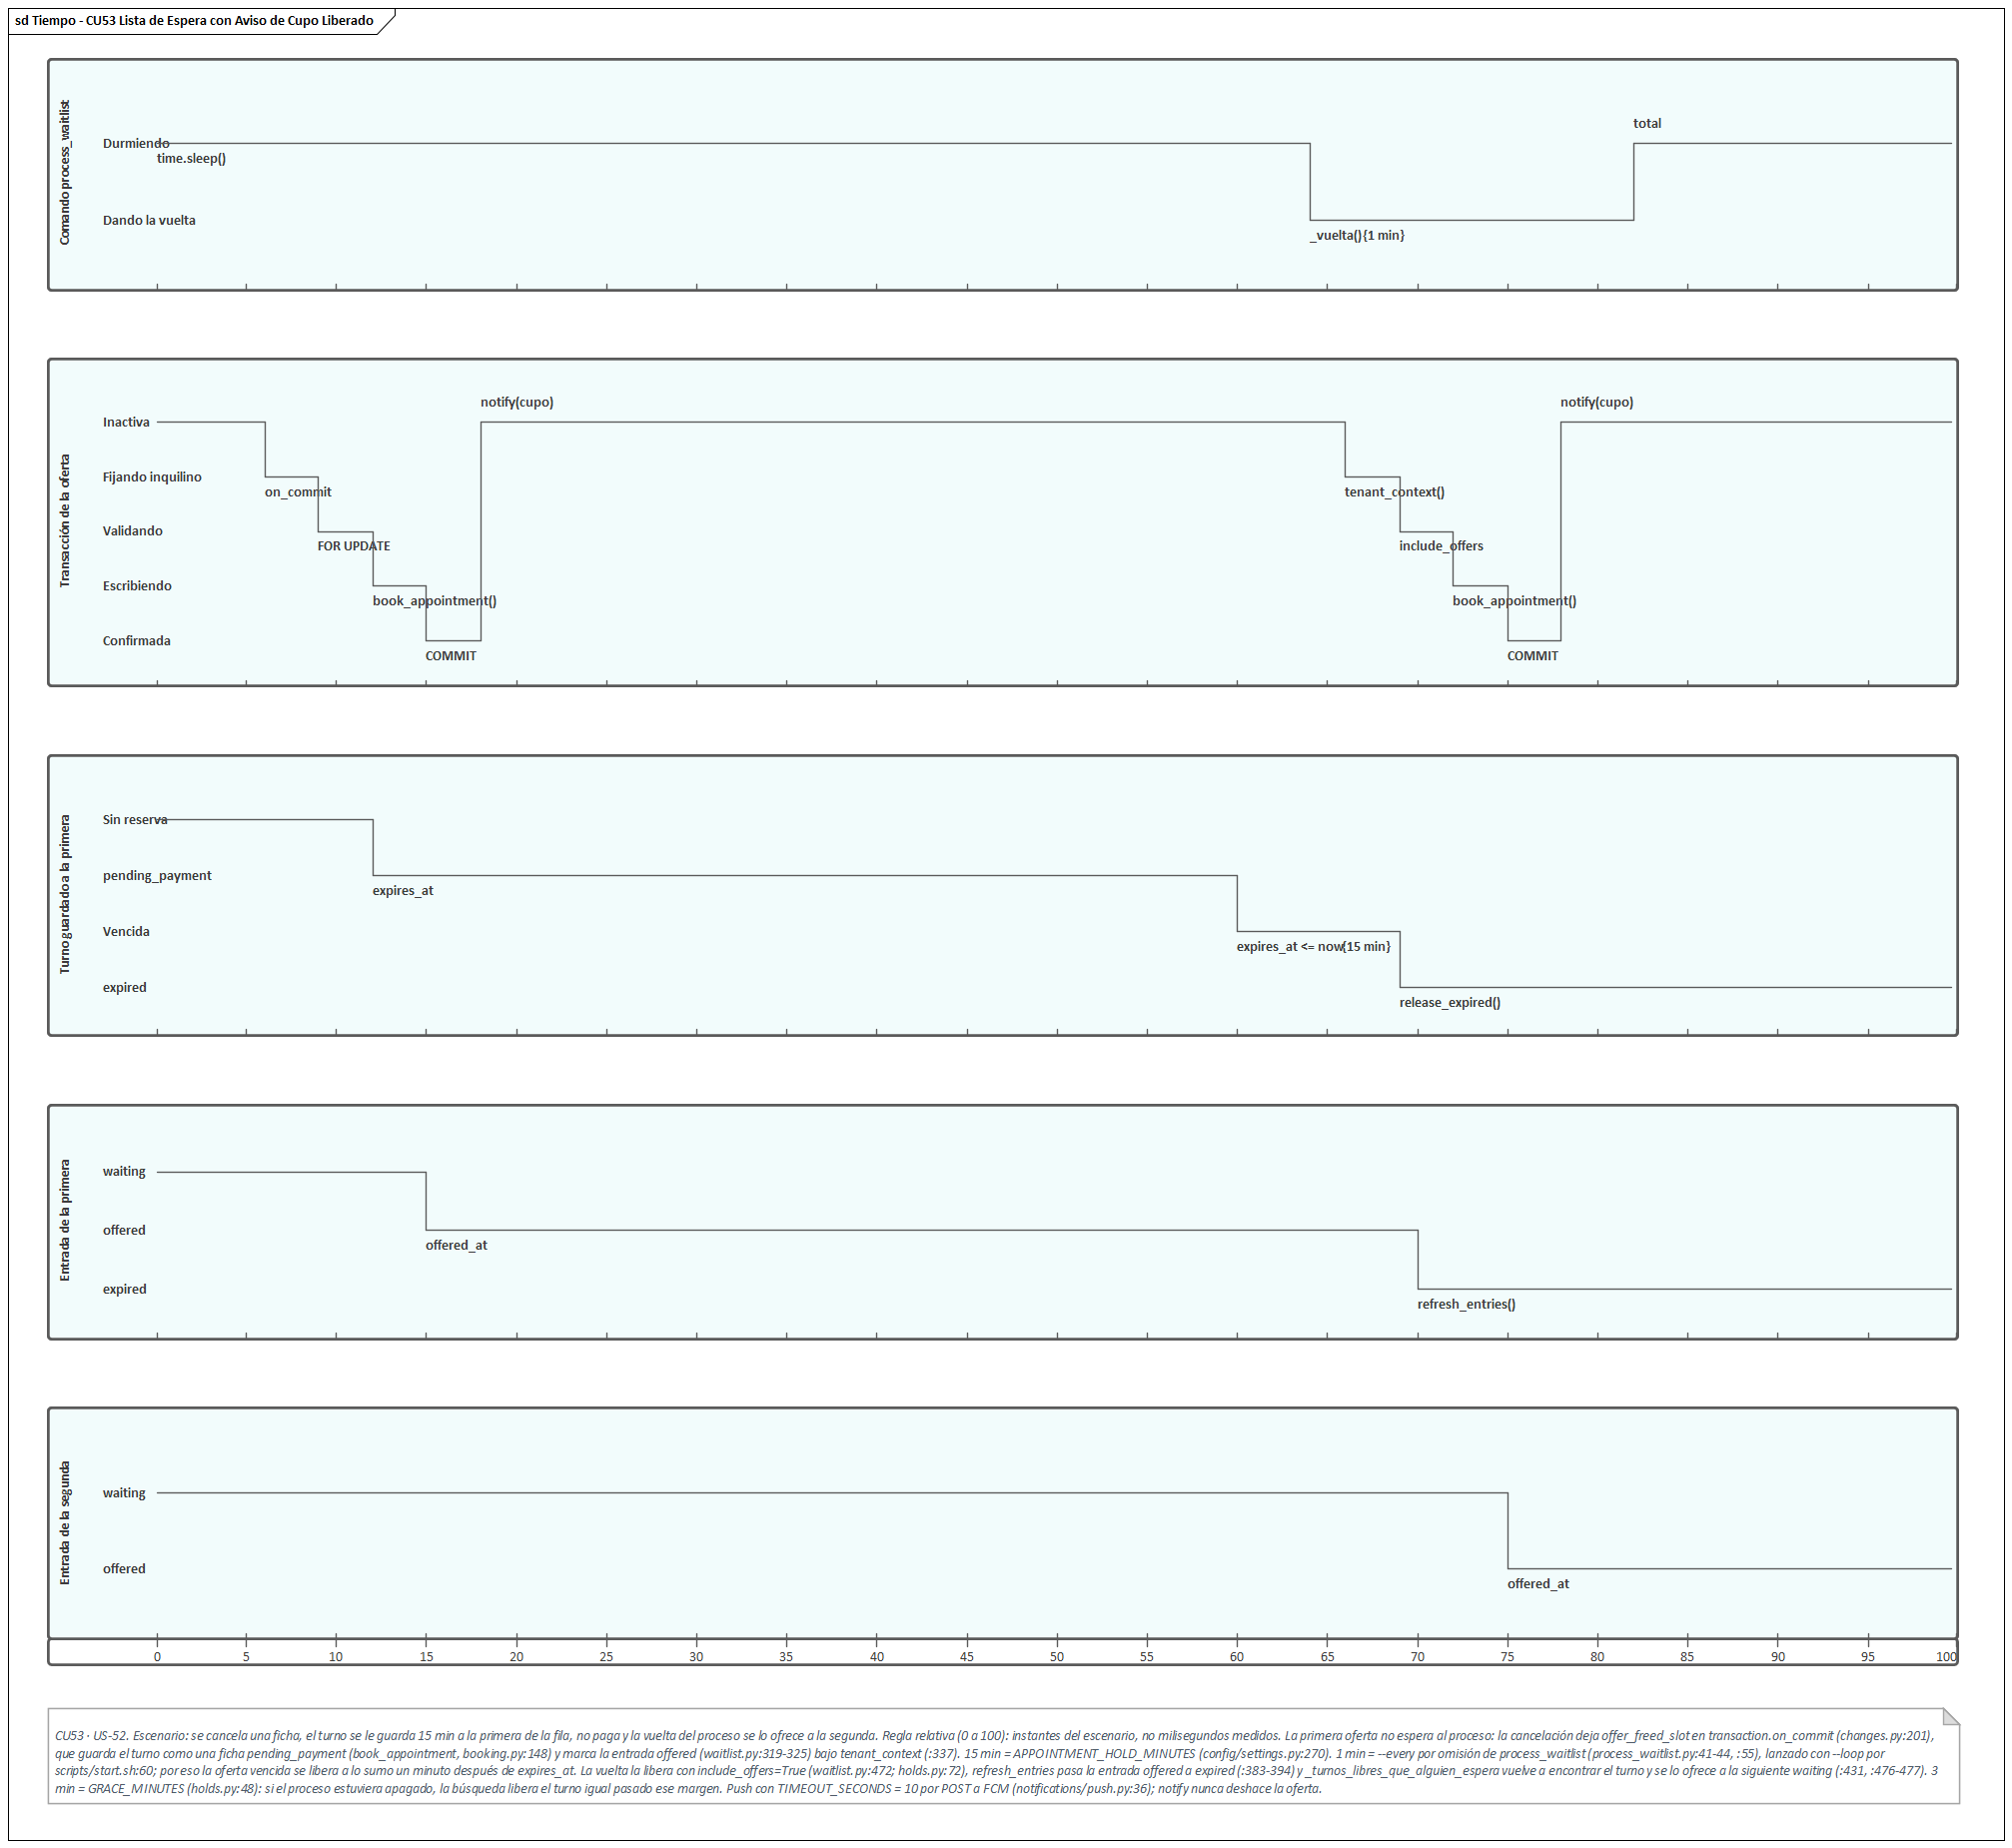 sd Tiempo - CU53 Lista de Espera con Aviso de Cupo Liberado
Comando process_waitlist
total
Durmiendo
time.sleep()
Dando la vuelta
_vuelta(){1 min}
Transacción de la oferta
notify(cupo)
notify(cupo)
Inactiva
Fijando inquilino
on_commit
tenant_context()
Validando
FOR UPDATE
include_offers
Escribiendo
book_appointment()
book_appointment()
Confirmada
COMMIT
COMMIT
Turno guardado a la primera
Sin reserva
pending_payment
expires_at
Vencida
expires_at <= now{15 min}
expired
release_expired()
Entrada de la primera
waiting
offered
offered_at
expired
refresh_entries()
Entrada de la segunda
waiting
offered
offered_at
0 5 10 15 20 25 30 35 40 45 50 55 60 65 70 75 80 85 90 95 100
CU53 · US-52. Escenario: se cancela una ficha, el turno se le guarda 15 min a la primera de la fila, no paga y la vuelta del proceso se lo ofrece a la segunda. Regla relativa (0 a 100): instantes del escenario, no milisegundos medidos. La primera oferta no espera al proceso: la cancelación deja offer_freed_slot en transaction.on_commit (changes.py:201),
que guarda el turno como una ficha pending_payment (book_appointment, booking.py:148) y marca la entrada offered (waitlist.py:319-325) bajo tenant_context (:337). 15 min = APPOINTMENT_HOLD_MINUTES (config/settings.py:270). 1 min = --every por omisión de process_waitlist (process_waitlist.py:41-44, :55), lanzado con --loop por
scripts/start.sh:60; por eso la oferta vencida se libera a lo sumo un minuto después de expires_at. La vuelta la libera con include_offers=True (waitlist.py:472; holds.py:72), refresh_entries pasa la entrada offered a expired (:383-394) y _turnos_libres_que_alguien_espera vuelve a encontrar el turno y se lo ofrece a la siguiente waiting (:431, :476-477). 3
min = GRACE_MINUTES (holds.py:48): si el proceso estuviera apagado, la búsqueda libera el turno igual pasado ese margen. Push con TIMEOUT_SECONDS = 10 por POST a FCM (notifications/push.py:36); notify nunca deshace la oferta.